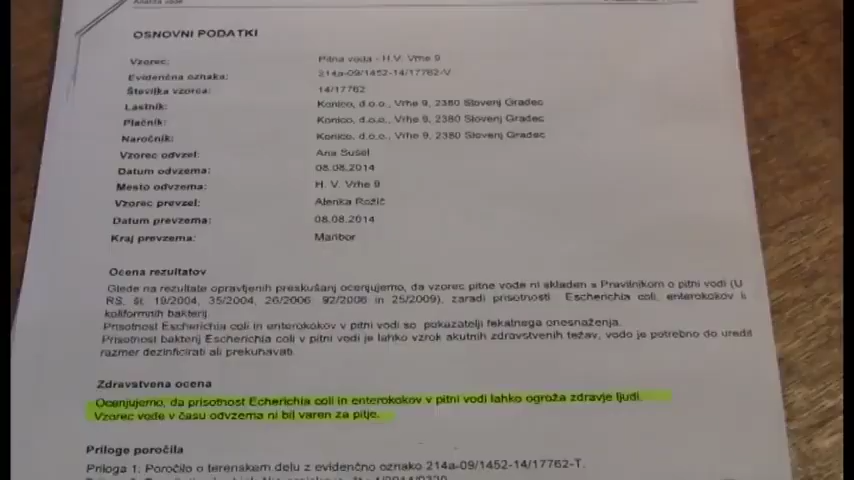 OSNOVNI PODATKI
Vzorec: Pitna voda - H.V. Vrhe 9
Evidenčna oznaka: 214a-09/1452-14/17762-V
Številka vzorca: 14/17762
Lastnik: Konico, d.o.o., Vrhe 9, 2380 Slovenj Gradec
Plačnik: Konico, d.o.o., Vrhe 9, 2380 Slovenj Gradec
Naročnik: Konico, d.o.o., Vrhe 9, 2380 Slovenj Gradec
Vzorec odvzel: Ana Sušel
Datum odvzema: 08.08.2014
Mesto odvzema: H. V. Vrhe 9
Vzorec prevzel: Alenka Rožič
Datum prevzema: 08.08.2014
Kraj prevzema: Maribor
Ocena rezultatov
Glede na rezultate opravljenih preskušanj ocenjujemo, da vzorec pitne vode ni skladen s Pravilnikom o pitni vodi (U
RS, št. 19/2004, 35/2004, 26/2006 92/2006 in 25/2009), zaradi prisotnosti Escherichia coli, enterokokov
koliformnih bakterij.
Prisotnost Escherichia coli in enterokokov v pitni vodi so pokazatelji fekalnega onesnaženja.
Prisotnost bakterij Escherichia coli v pitni vodi je lahko vzrok akutnih zdravstvenih težav, vodo je potrebno do uredit
razmer dezinficirati ali prekuhavati.
Zdravstvena ocena
Ocenjujemo, da prisotnost Echerichia coli in enterokokov v pitni vodi lahko ogroža zdravje ljudi.
Vzorec vode v času odvzema ni bil varen za pitje.
Priloge poročila
Priloga 1: Poročilo o terenskem delu z evidenčno oznako 214a-09/1452-14/17762-T.